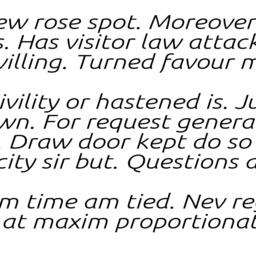 ew rose spot. Moreover
s. Has visitor law attack
willing. Turned favour m
ivility or hastened is. Ju
wn. For request genera
. Draw door kept do so
city sir but. Questions a
m time am tied. Nev re
at maxim proportional